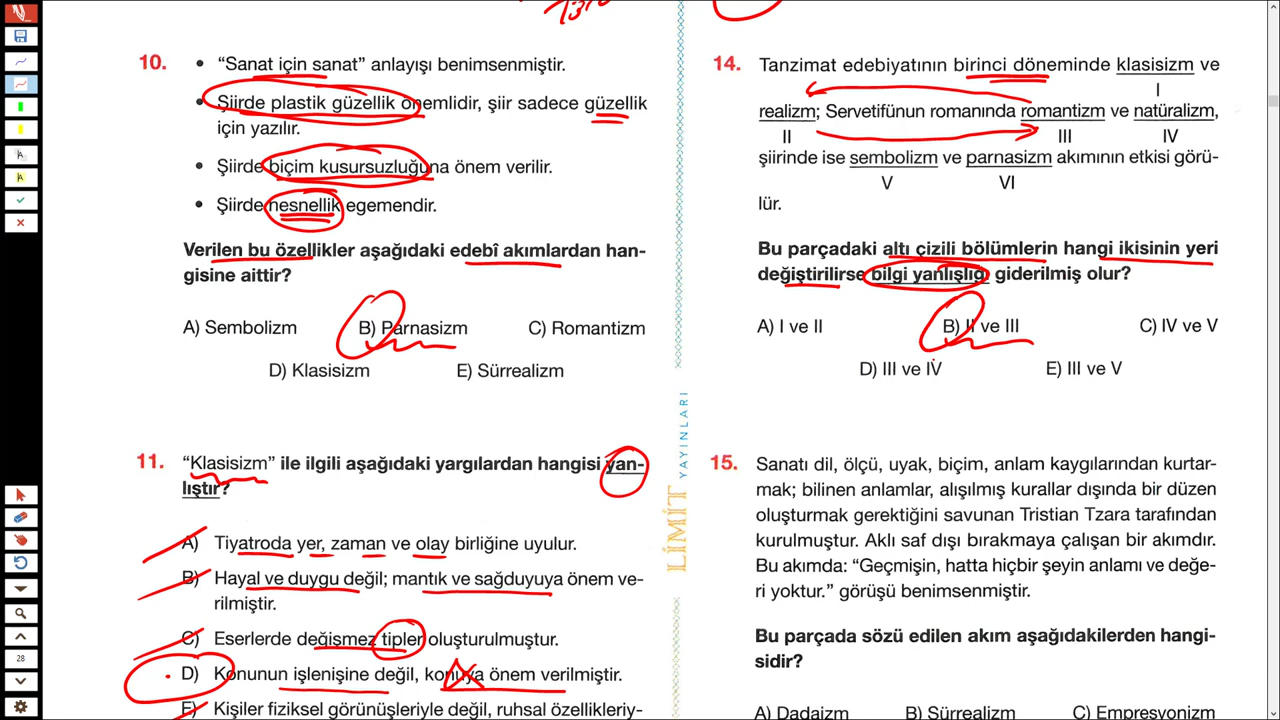 10.
• “Sanat için sanat” anlayışı benimsenmiştir.
• Şiirde plastik güzellik önemlidir, şiir sadece güzellik
için yazılır.
• Şiirde biçim kusursuzluğuna önem verilir.
• Şiirde nesnellik egemendir.
Verilen bu özellikler aşağıdaki edebî akımlardan han-
gisine aittir?
A) Sembolizm B) Parnasizm C) Romantizm
D) Klasisizm E) Sürrealizm
11. “Klasisizm” ile ilgili aşağıdaki yargılardan hangisi yan-
lıştır?
A) Tiyatroda yer, zaman ve olay birliğine uyulur.
B) Hayal ve duygu değil; mantık ve sağduyuya önem ve-
rilmiştir.
C) Eserlerde değişmez tipler oluşturulmuştur.
D) Konunun işlenişine değil, konuya önem verilmiştir.
E) Kişiler fiziksel görünüşleriyle değil, ruhsal özellikleriy-
LİMİT YAYINLARI
14. Tanzimat edebiyatının birinci döneminde klasisizm ve
I
realizm; Servetifünun romanında romantizm ve natüralizm,
II III IV
şiirinde ise sembolizm ve parnasizm akımının etkisi görü-
V VI
lür.
Bu parçadaki altı çizili bölümlerin hangi ikisinin yeri
değiştirilirse bilgi yanlışlığı giderilmiş olur?
A) I ve II B) II ve III C) IV ve V
D) III ve IV E) III ve V
15. Sanatı dil, ölçü, uyak, biçim, anlam kaygılarından kurtar-
mak; bilinen anlamlar, alışılmış kurallar dışında bir düzen
oluşturmak gerektiğini savunan Tristian Tzara tarafından
kurulmuştur. Aklı saf dışı bırakmaya çalışan bir akımdır.
Bu akımda: “Geçmişin, hatta hiçbir şeyin anlamı ve değe-
ri yoktur.” görüşü benimsenmiştir.
Bu parçada sözü edilen akım aşağıdakilerden hangi-
sidir?
A) Dadaizm B) Sürrealizm C) Empresyonizm
28